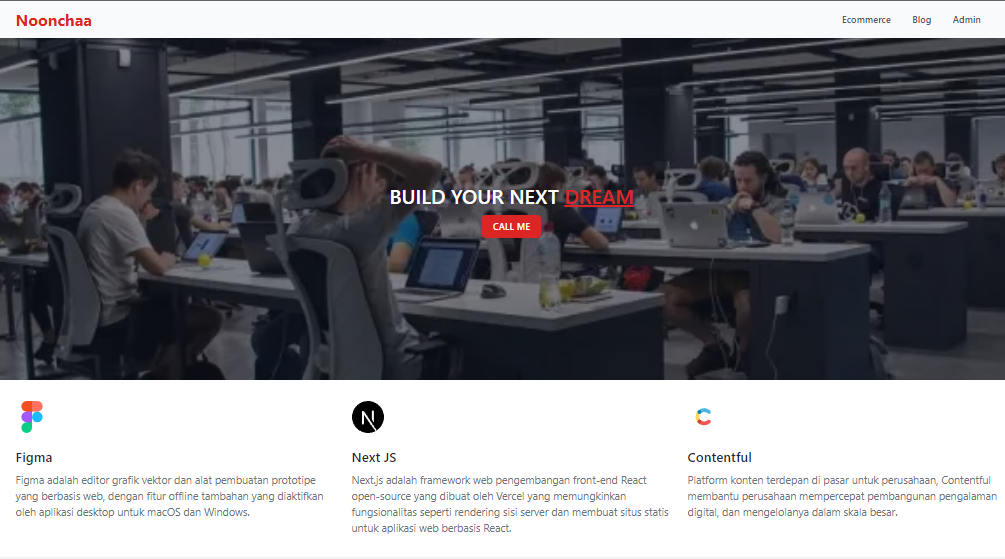 Noonchaa
Ecommerce Blog Admin
BUILD YOUR NEXT DREAM
CALL ME
Figma
Figma adalah editor grafik vektor dan alat pembuatan prototipe
yang berbasis web, dengan fitur offline tambahan yang diaktifkan
oleh aplikasi desktop untuk macOS dan Windows.
Next JS
Next.js adalah framework web pengembangan front-end React
open-source yang dibuat oleh Vercel yang memungkinkan
fungsionalitas seperti rendering sisi server dan membuat situs statis
untuk aplikasi web berbasis React.
Contentful
Platform konten terdepan di pasar untuk perusahaan, Contentful
membantu perusahaan mempercepat pembangunan pengalaman
digital, dan mengelolanya dalam skala besar.